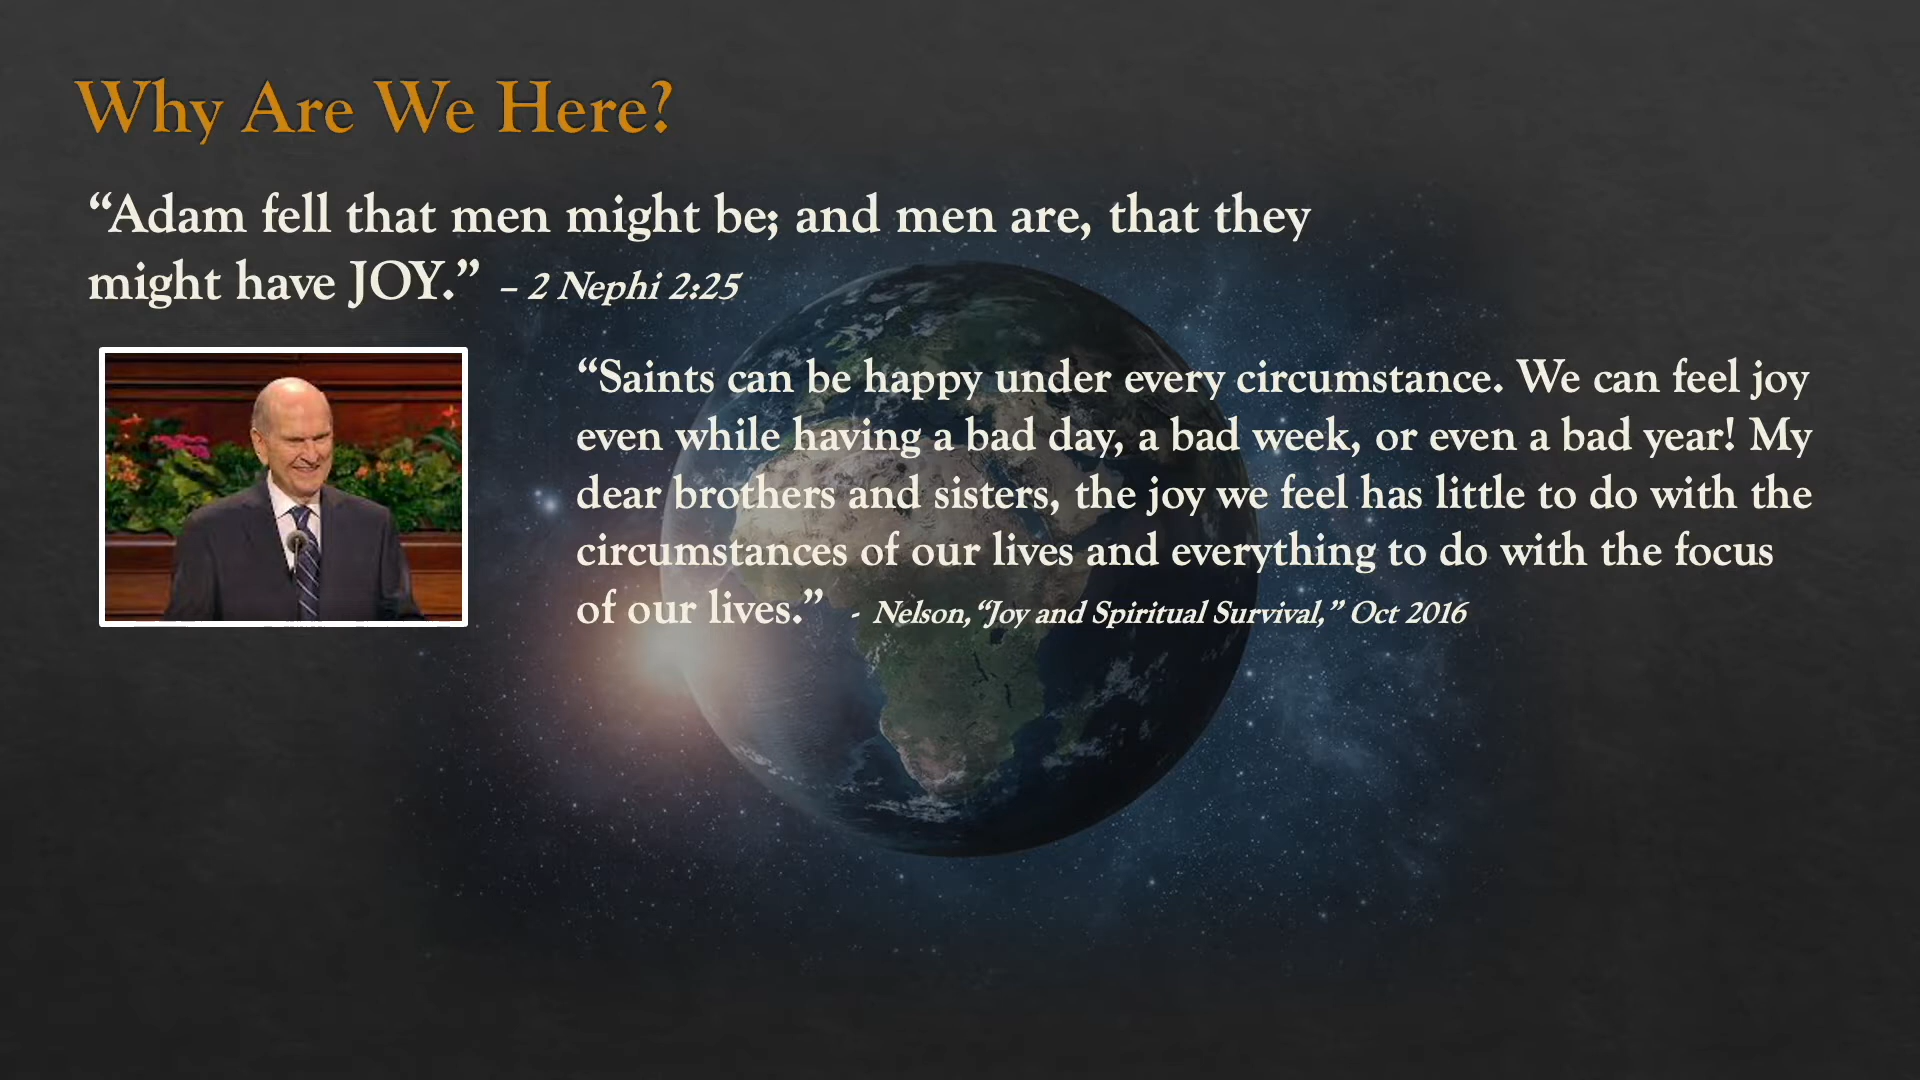 Why Are We Here?
“Adam fell that men might be; and men are, that they
might have JOY.” – 2 Nephi 2:25
“Saints can be happy under every circumstance. We can feel joy
even while having a bad day, a bad week, or even a bad year! My
dear brothers and sisters, the joy we feel has little to do with the
circumstances of our lives and everything to do with the focus
of our lives.” - Nelson, “Joy and Spiritual Survival,” Oct 2016